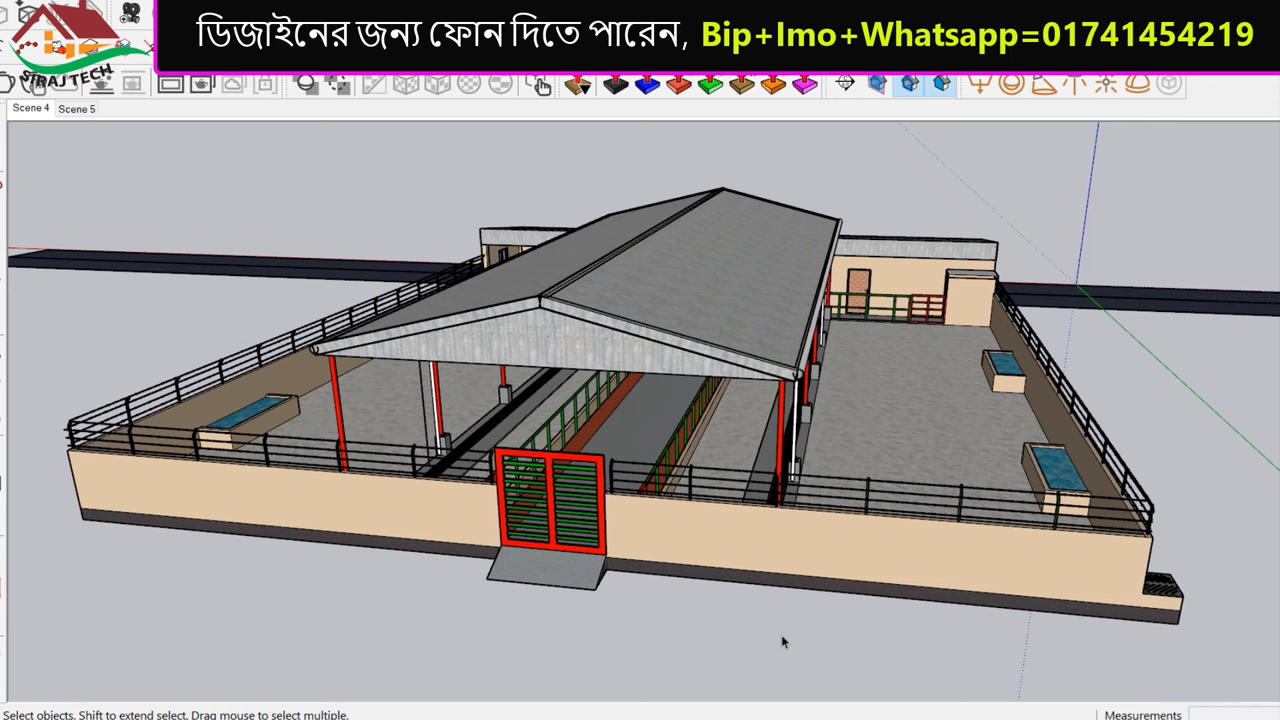 ডিজাইনের জন্য ফোন দিতে পারেন, Bip+Imo+Whatsapp=01741454219
SIRAJ TECH
Scene 4
Scene 5
Select objects. Shift to extend select. Drag mouse to select multiple.
Measurements